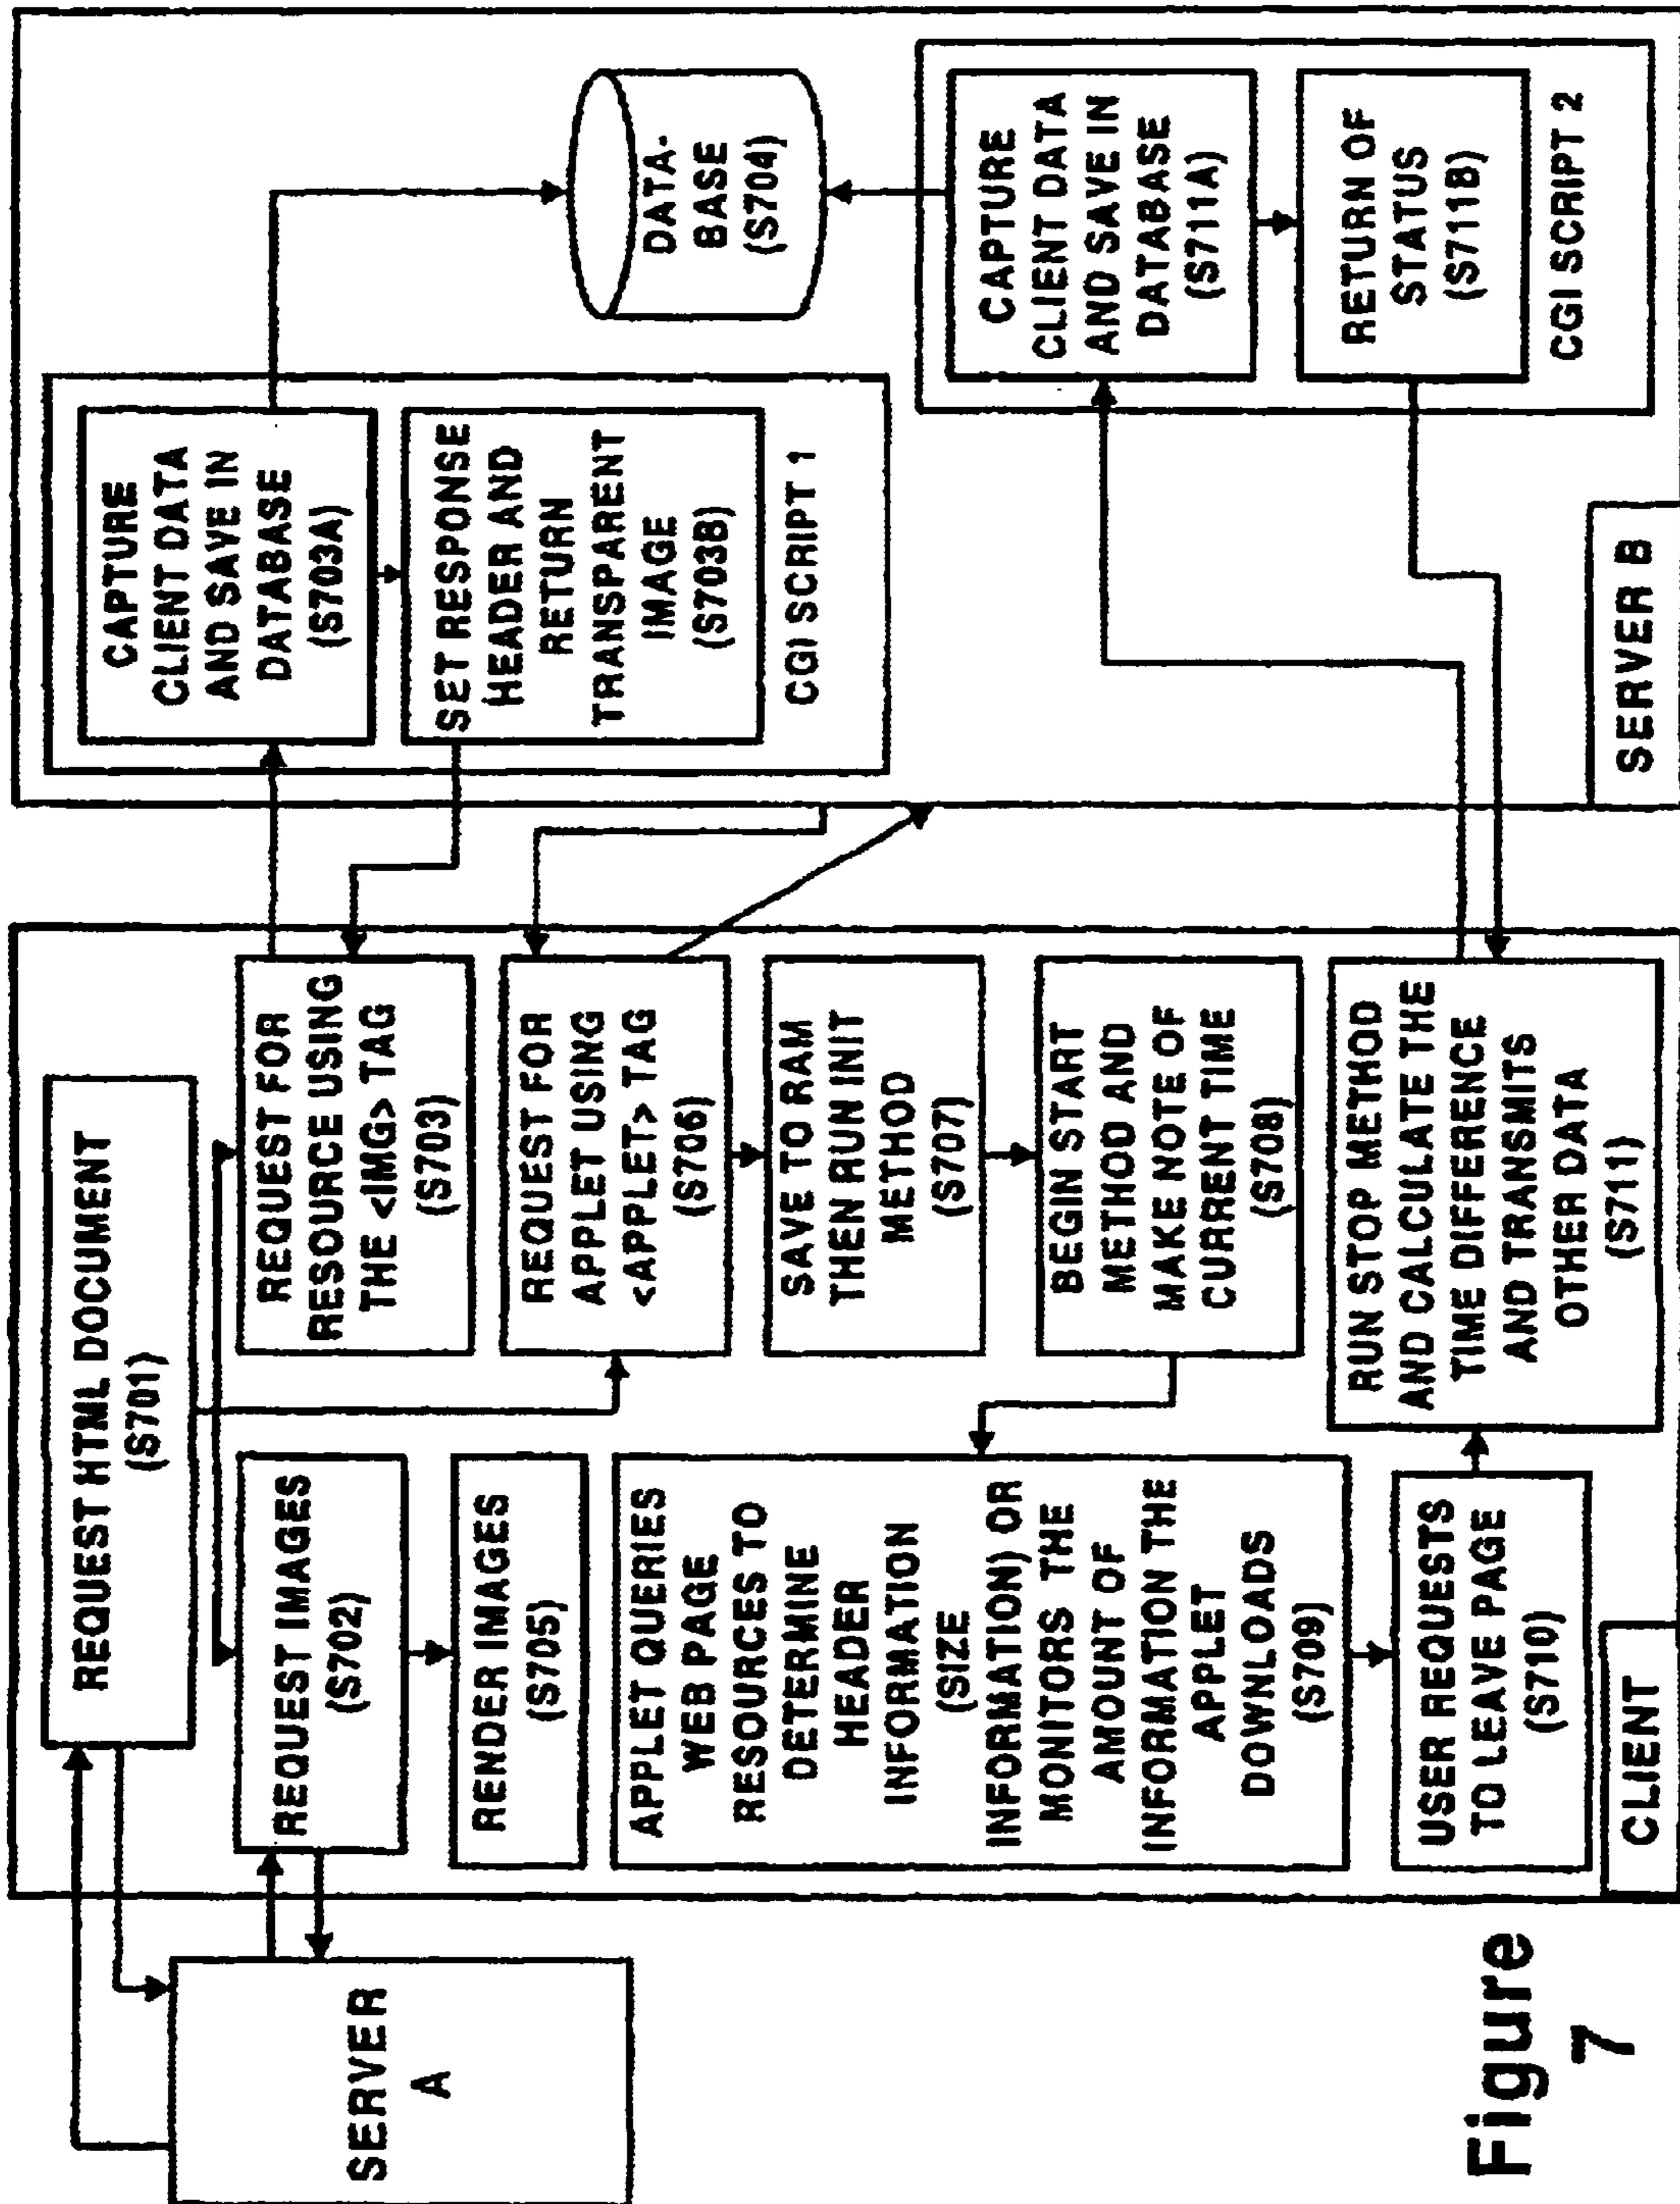 SERVER
A
REQUEST HTML DOCUMENT
(S701)
REQUEST IMAGES
(S702)
RENDER IMAGES
(S705)
REQUEST FOR
RESOURCE USING
THE <IMG> TAG
(S703)
REQUEST FOR
APPLET USING
<APPLET> TAG
(S706)
SAVE TO RAM
THEN RUN INIT
METHOD
(S707)
BEGIN START
METHOD AND
MAKE NOTE OF
CURRENT TIME
(S708)
APPLET QUERIES
WEB PAGE
RESOURCES TO
DETERMINE
HEADER
INFORMATION
(SIZE
INFORMATION) OR
MONITORS THE
AMOUNT OF
INFORMATION THE
APPLET
DOWNLOADS
(S709)
USER REQUESTS
TO LEAVE PAGE
(S710)
RUN STOP METHOD
AND CALCULATE THE
TIME DIFFERENCE
AND TRANSMITS
OTHER DATA
(S711)
CLIENT
CAPTURE
CLIENT DATA
AND SAVE IN
DATABASE
(S703A)
SET RESPONSE
HEADER AND
RETURN
TRANSPARENT
IMAGE
(S703B)
CGI SCRIPT 1
DATA-
BASE
(S704)
CAPTURE
CLIENT DATA
AND SAVE IN
DATABASE
(S711A)
RETURN OF
STATUS
(S711B)
CGI SCRIPT 2
SERVER B
Figure
7